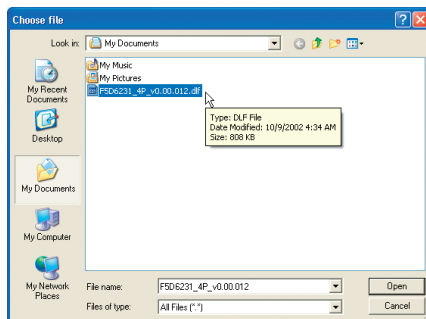 Choose file
Look in:
My Documents
My Recent
Documents
Desktop
My Documents
My Computer
My Network
Places
My Music
My Pictures
F5D6231_4P_v0.00.012.dlf
Type: DLF File
Date Modified: 10/9/2002 4:34 AM
Size: 808 KB
File name:
F5D6231_4P_v0.00.012
Open
Files of type:
All Files (*.*)
Cancel